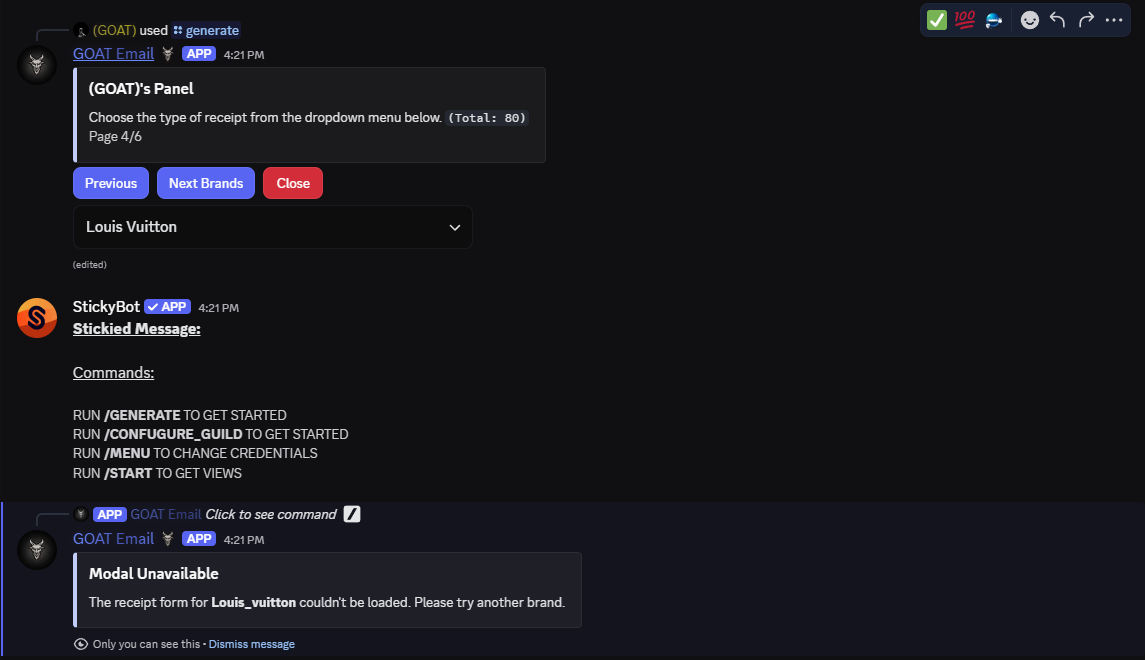 (GOAT) used generate
GOAT Email APP 4:21 PM
(GOAT)'s Panel
Choose the type of receipt from the dropdown menu below. (Total: 80)
Page 4/6
Previous Next Brands Close
Louis Vuitton
(edited)
StickyBot APP 4:21 PM
Stickied Message:
Commands:
RUN /GENERATE TO GET STARTED
RUN /CONFUGURE_GUILD TO GET STARTED
RUN /MENU TO CHANGE CREDENTIALS
RUN /START TO GET VIEWS
APP GOAT Email Click to see command
GOAT Email APP 4:21 PM
Modal Unavailable
The receipt form for Louis_vuitton couldn't be loaded. Please try another brand.
Only you can see this • Dismiss message